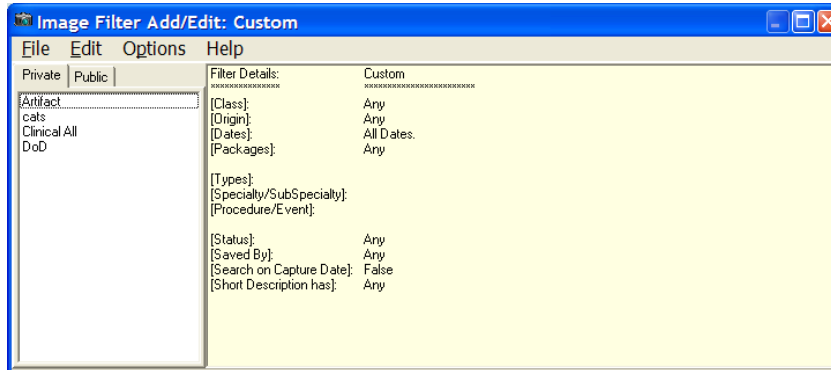 Image Filter Add/Edit: Custom
File Edit Options Help
Private Public
Artifact
cats
Clinical All
DoD
Filter Details: Custom
*************** ************************
[Class]: Any
[Origin]: Any
[Dates]: All Dates.
[Packages]: Any
[Types]:
[Specialty/SubSpecialty]:
[Procedure/Event]:
[Status]: Any
[Saved By]: Any
[Search on Capture Date]: False
[Short Description has]: Any